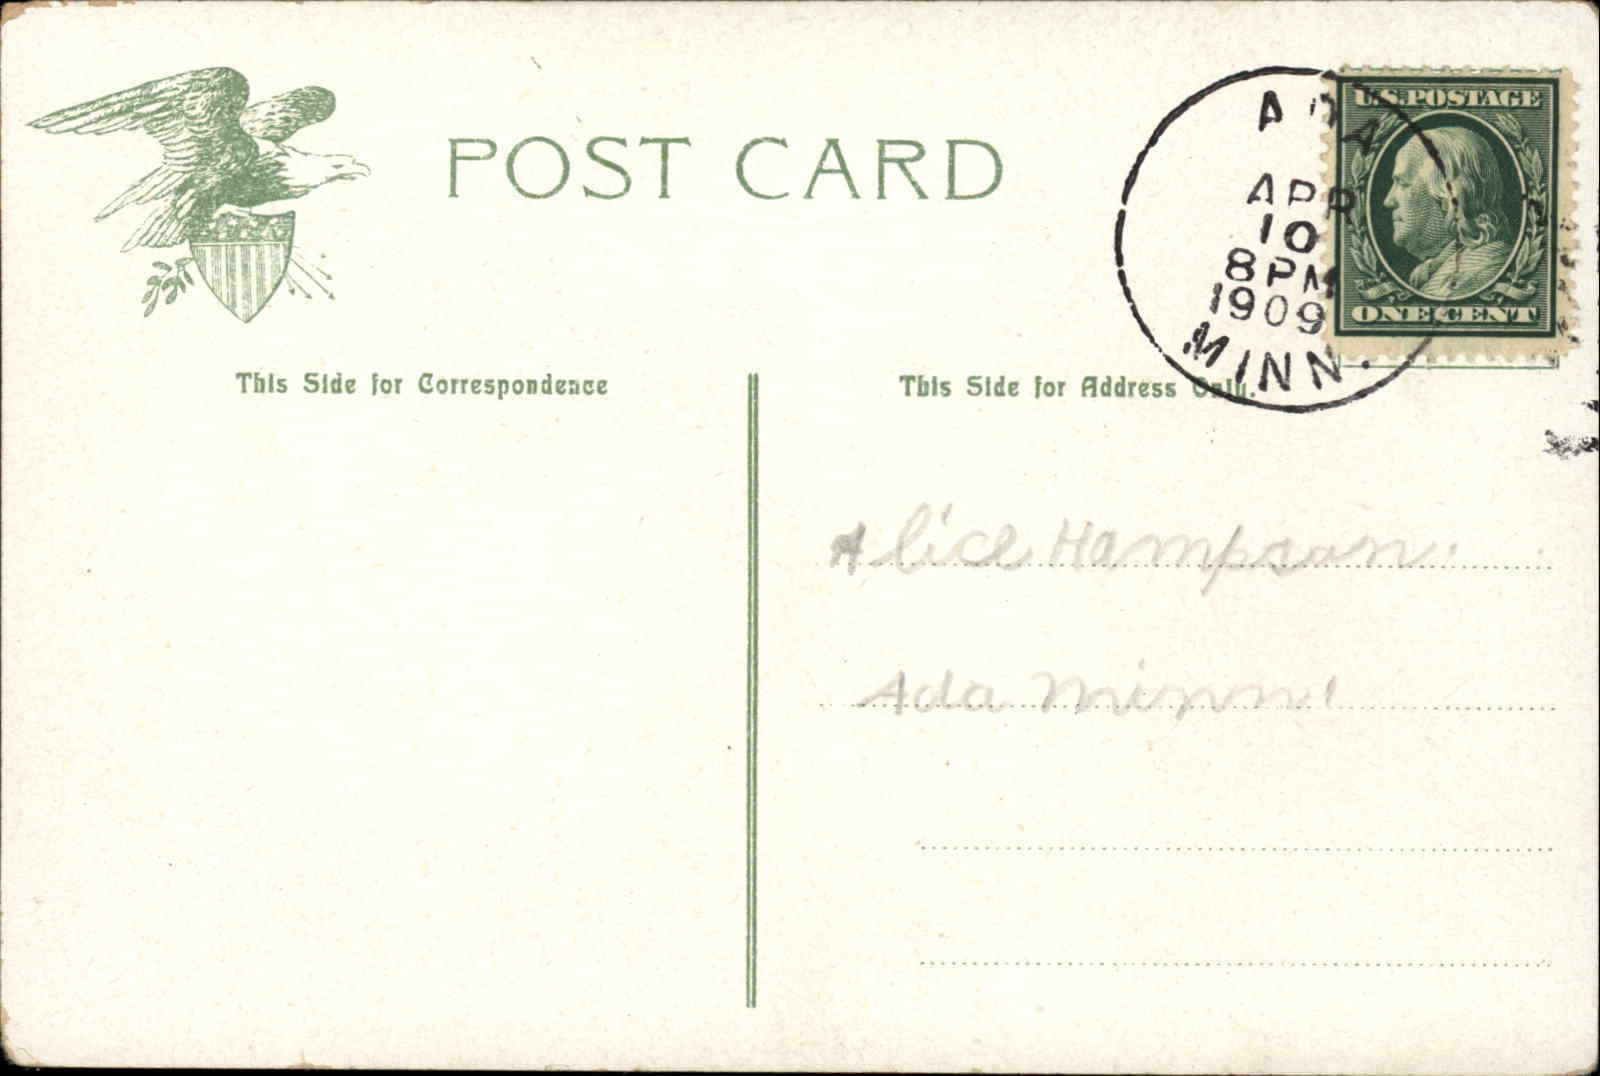 POST CARD
U.S. POSTAGE
ONE CENT
ADA
APR
10
8 PM
1909
MINN.
This Side for Correspondence
This Side for Address Only.
Alice Hampson
Ada Minn